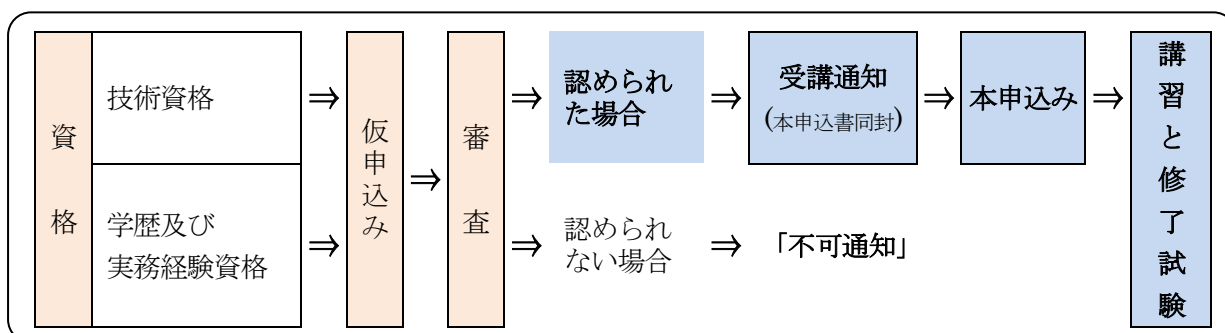 資格
技術資格
⇒
学歴及び
実務経験資格
⇒
仮申込み
⇒
審査
⇒
認められ
た場合
⇒
受講通知
(本申込書同封)
⇒
本申込み
⇒
⇒
認められ
ない場合
⇒
「不可通知」
講習と修了試験